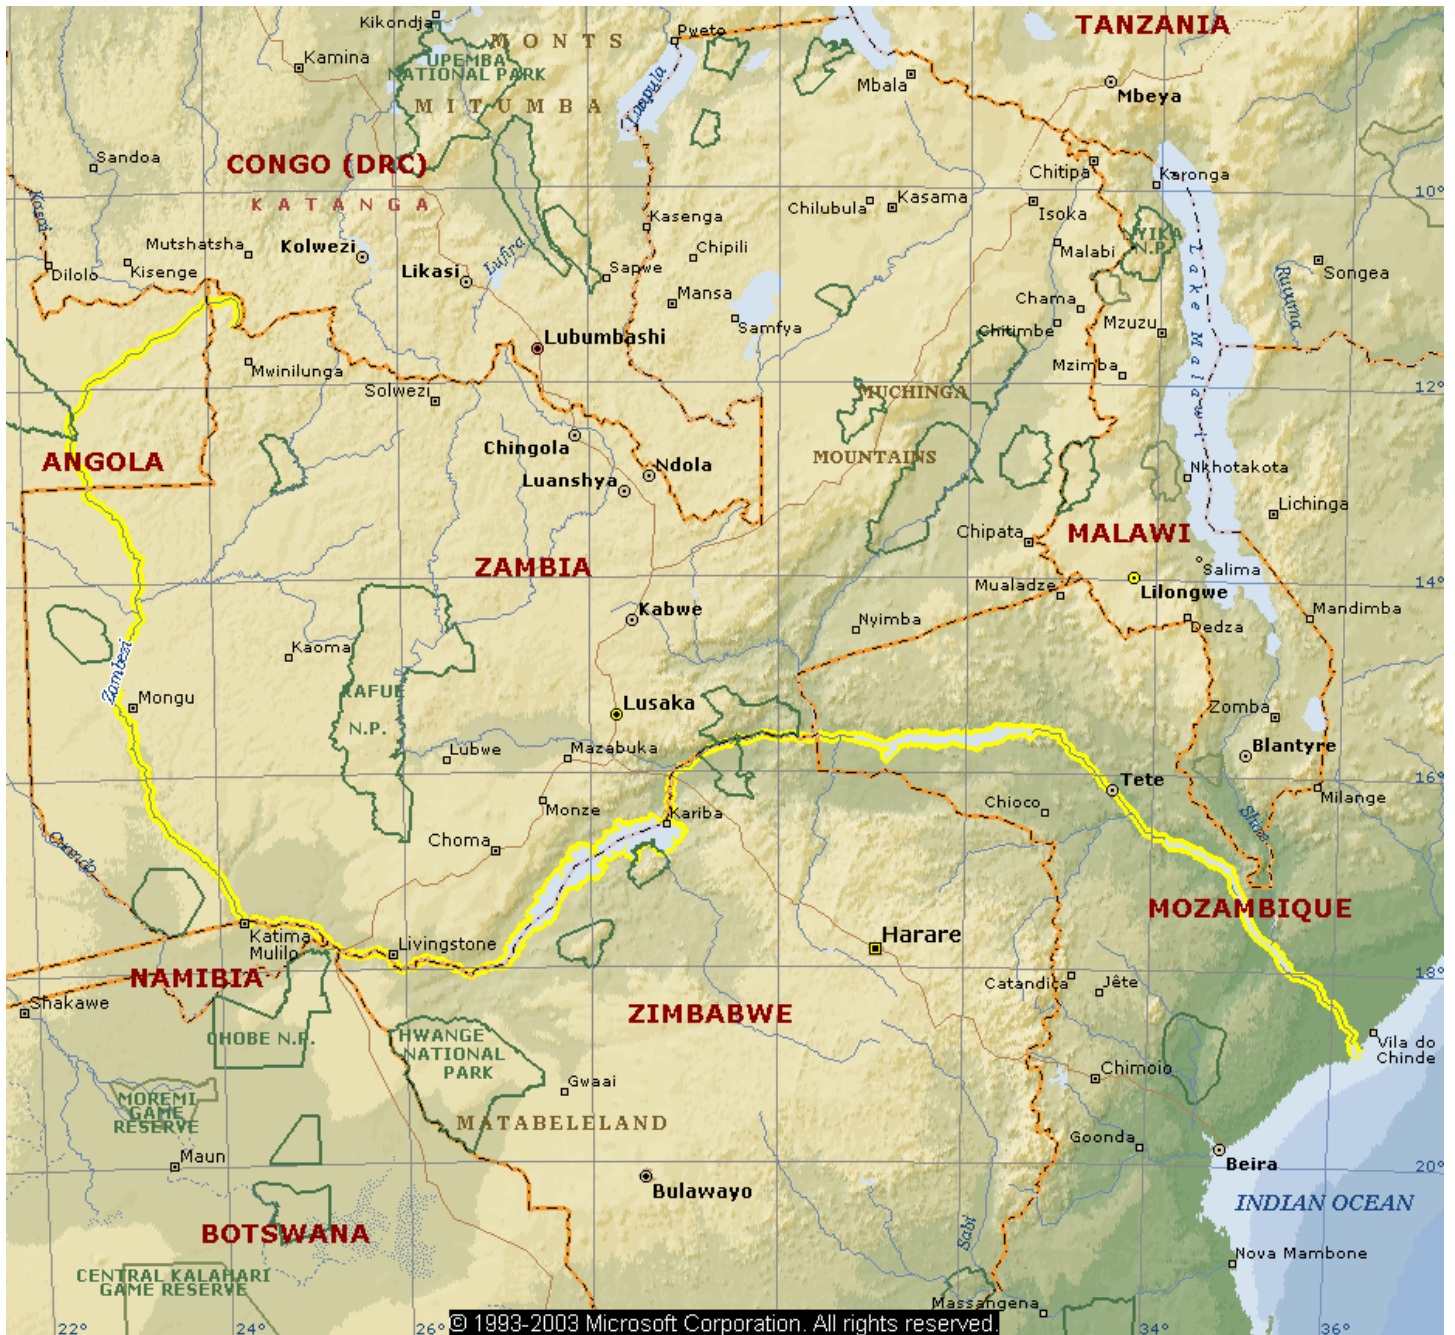 Kikondja
TANZANIA
Pweto
MONTS
Kamina
UPEMBA
NATIONAL PARK
Mbala
Mbeya
Luapula
MITUMBA
Sandoa
CONGO (DRC)
Chitipa
Karonga
KATANGA
Kasai
Chilubula
Kasama
Isoka
10°
Kasenga
Mutshatsha
Kolwezi
Lufira
Chipili
Malabi
NYIKA
N.P.
Dilolo
Kisenge
Likasi
Sapwe
Songea
Ruvuma
Mansa
Chama
Samfya
Chitimbe
Mzuzu
Lake Malawi
Lubumbashi
Mwinilunga
Mzimba
Solwezi
MUCHINGA
12°
Chingola
MOUNTAINS
ANGOLA
Ndola
Luanshya
Nkhotakota
Lichinga
Chipata
MALAWI
ZAMBIA
Salima
14°
Mualadze
Lilongwe
Kabwe
Nyimba
Dedza
Mandimba
Kaoma
Zambezi
Mongu
KAFUE
N.P.
Lusaka
Zomba
Lubwe
Mazabuka
Blantyre
Tete
16°
Milange
Monze
Kariba
Chioco
Shire
Choma
Cuando
MOZAMBIQUE
Katima
Mulilo
Livingstone
Harare
NAMIBIA
Catandica
Jête
18°
Shakawe
ZIMBABWE
CHOBE N.P.
HWANGE
NATIONAL
PARK
Vila do
Chinde
Gwaai
Chimoio
MOREMI
GAME
RESERVE
MATABELELAND
Goonda
Maun
Beira
20°
Bulawayo
INDIAN OCEAN
BOTSWANA
Sabi
Nova Mambone
CENTRAL KALAHARI
GAME RESERVE
Massangena
22°
24°
26°
© 1993-2003 Microsoft Corporation. All rights reserved.
34°
36°